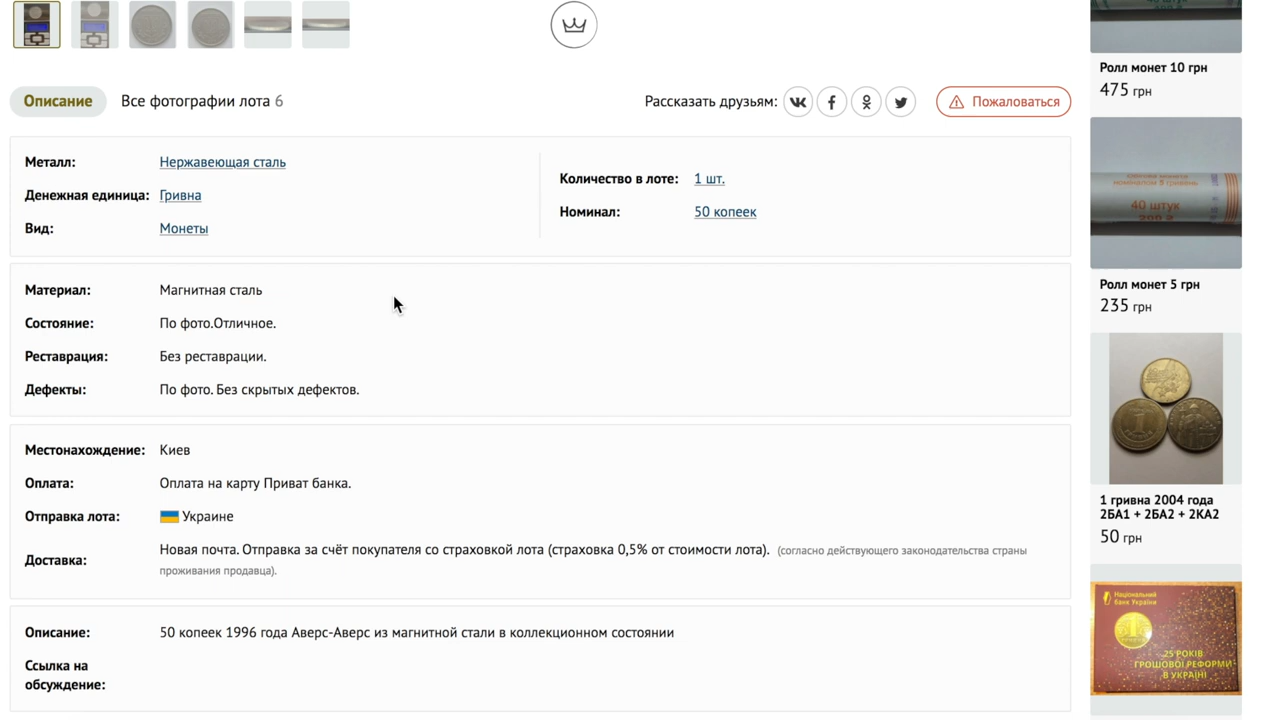 Описание
Все фотографии лота 6
Рассказать друзьям:
Пожаловаться
Металл: Нержавеющая сталь
Денежная единица: Гривна
Вид: Монеты
Количество в лоте: 1 шт.
Номинал: 50 копеек
Материал: Магнитная сталь
Состояние: По фото.Отличное.
Реставрация: Без реставрации.
Дефекты: По фото. Без скрытых дефектов.
Местонахождение: Киев
Оплата: Оплата на карту Приват банка.
Отправка лота: Украине
Доставка: Новая почта. Отправка за счёт покупателя со страховкой лота (страховка 0,5% от стоимости лота). (согласно действующего законодательства страны
проживания продавца).
Описание: 50 копеек 1996 года Аверс-Аверс из магнитной стали в коллекционном состоянии
Ссылка на
обсуждение:
Ролл монет 10 грн
475 грн
номіналом 5 гривень
40 штук
Ролл монет 5 грн
235 грн
1 гривна 2004 года
2БА1 + 2БА2 + 2КА2
50 грн
Національний
банк України
25 РОКІВ
ГРОШОВОЇ РЕФОРМИ
В УКРАЇНІ